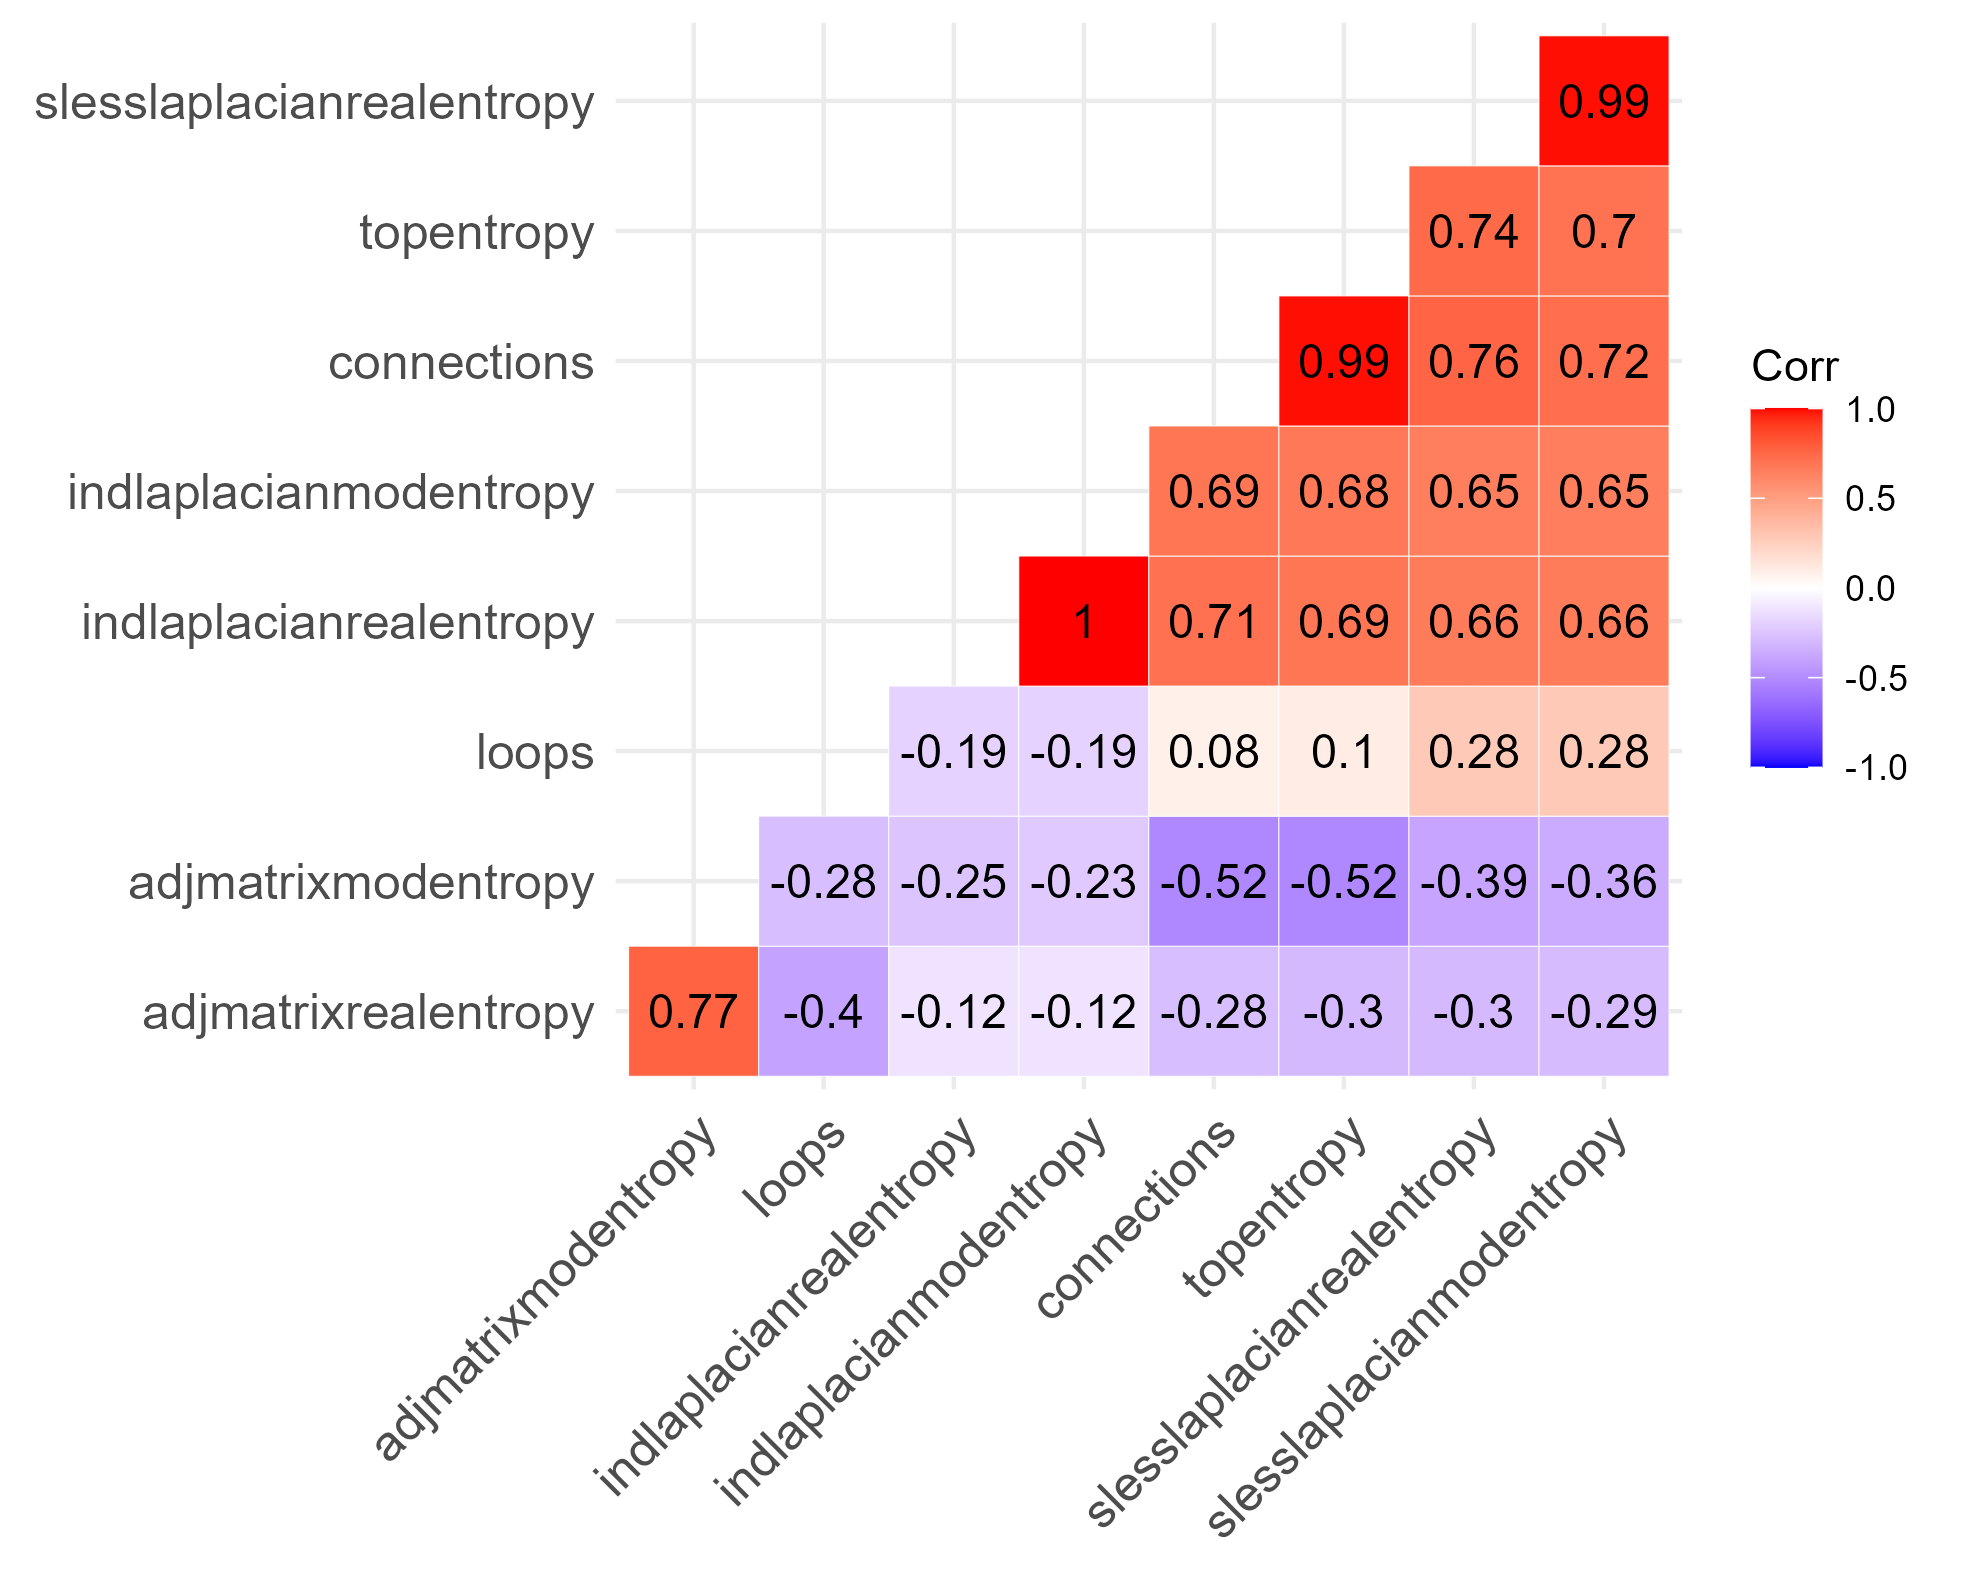 slesslaplacianrealentropy 0.99
topentropy 0.74 0.7
connections 0.99 0.76 0.72
indlaplacianmodentropy 0.69 0.68 0.65 0.65
indlaplacianrealentropy 1 0.71 0.69 0.66 0.66
loops -0.19 -0.19 0.08 0.1 0.28 0.28
adjmatrixmodentropy -0.28 -0.25 -0.23 -0.52 -0.52 -0.39 -0.36
adjmatrixrealentropy 0.77 -0.4 -0.12 -0.12 -0.28 -0.3 -0.3 -0.29
adjmatrixmodentropy
loops
indlaplacianrealentropy
indlaplacianmodentropy
connections
topentropy
slesslaplacianrealentropy
slesslaplacianmodentropy
Corr
1.0
0.5
0.0
-0.5
-1.0